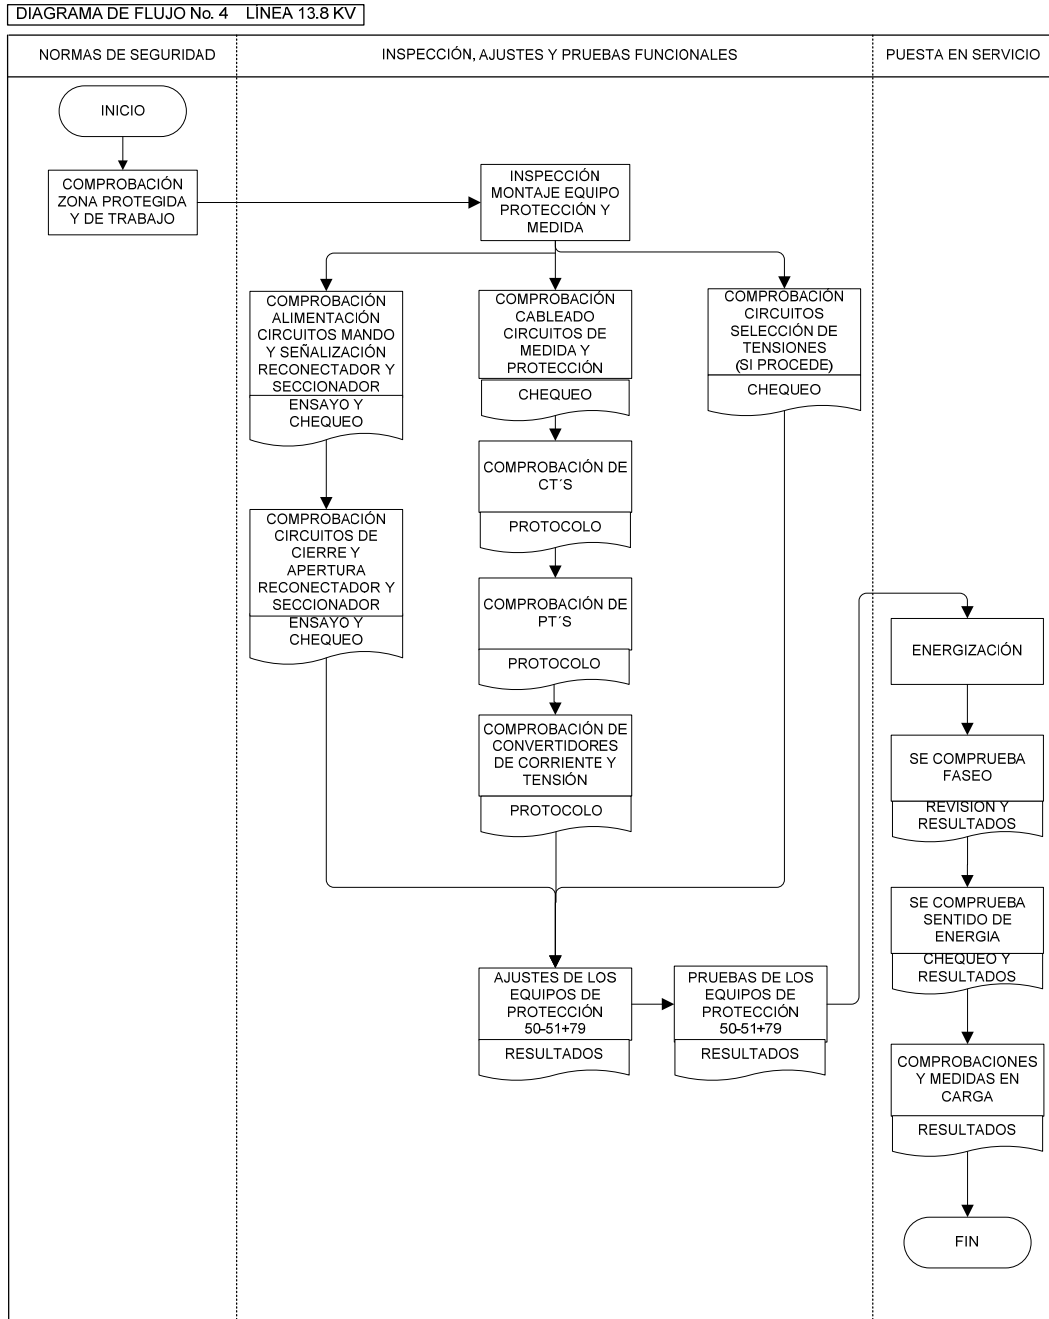 DIAGRAMA DE FLUJO No. 4 LÍNEA 13.8 KV
NORMAS DE SEGURIDAD
INSPECCIÓN, AJUSTES Y PRUEBAS FUNCIONALES
PUESTA EN SERVICIO
INICIO
COMPROBACIÓN
ZONA PROTEGIDA
Y DE TRABAJO
INSPECCIÓN
MONTAJE EQUIPO
PROTECCIÓN Y
MEDIDA
COMPROBACIÓN
ALIMENTACIÓN
CIRCUITOS MANDO
Y SEÑALIZACIÓN
RECONECTADOR Y
SECCIONADOR
ENSAYO Y
CHEQUEO
COMPROBACIÓN
CIRCUITOS DE
CIERRE Y
APERTURA
RECONECTADOR Y
SECCIONADOR
ENSAYO Y
CHEQUEO
COMPROBACIÓN
CABLEADO
CIRCUITOS DE
MEDIDA Y
PROTECCIÓN
CHEQUEO
COMPROBACIÓN DE
CT´S
PROTOCOLO
COMPROBACIÓN DE
PT´S
PROTOCOLO
COMPROBACIÓN DE
CONVERTIDORES
DE CORRIENTE Y
TENSIÓN
PROTOCOLO
COMPROBACIÓN
CIRCUITOS
SELECCIÓN DE
TENSIONES
(SI PROCEDE)
CHEQUEO
AJUSTES DE LOS
EQUIPOS DE
PROTECCIÓN
50-51+79
RESULTADOS
PRUEBAS DE LOS
EQUIPOS DE
PROTECCIÓN
50-51+79
RESULTADOS
ENERGIZACIÓN
SE COMPRUEBA
FASEO
REVISIÓN Y
RESULTADOS
SE COMPRUEBA
SENTIDO DE
ENERGIA
CHEQUEO Y
RESULTADOS
COMPROBACIONES
Y MEDIDAS EN
CARGA
RESULTADOS
FIN